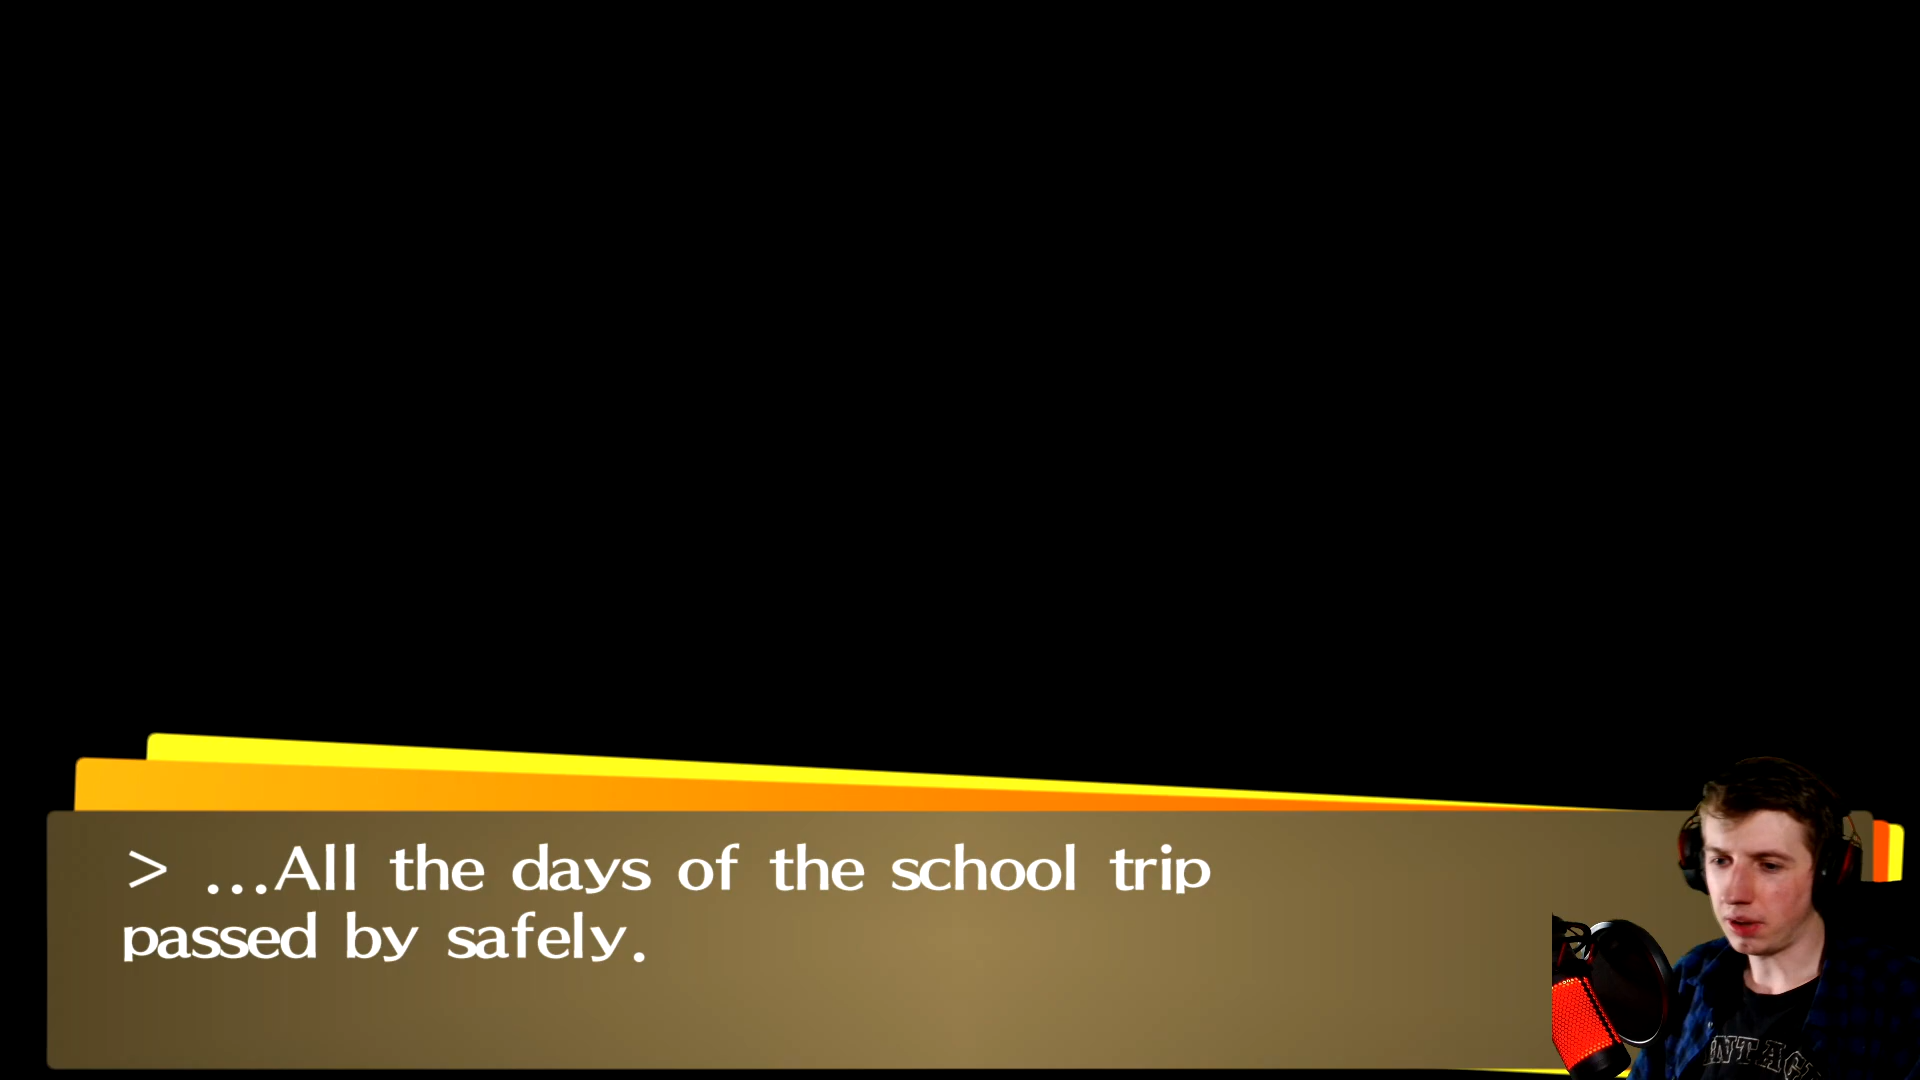 > ...All the days of the school trip
passed by safely.